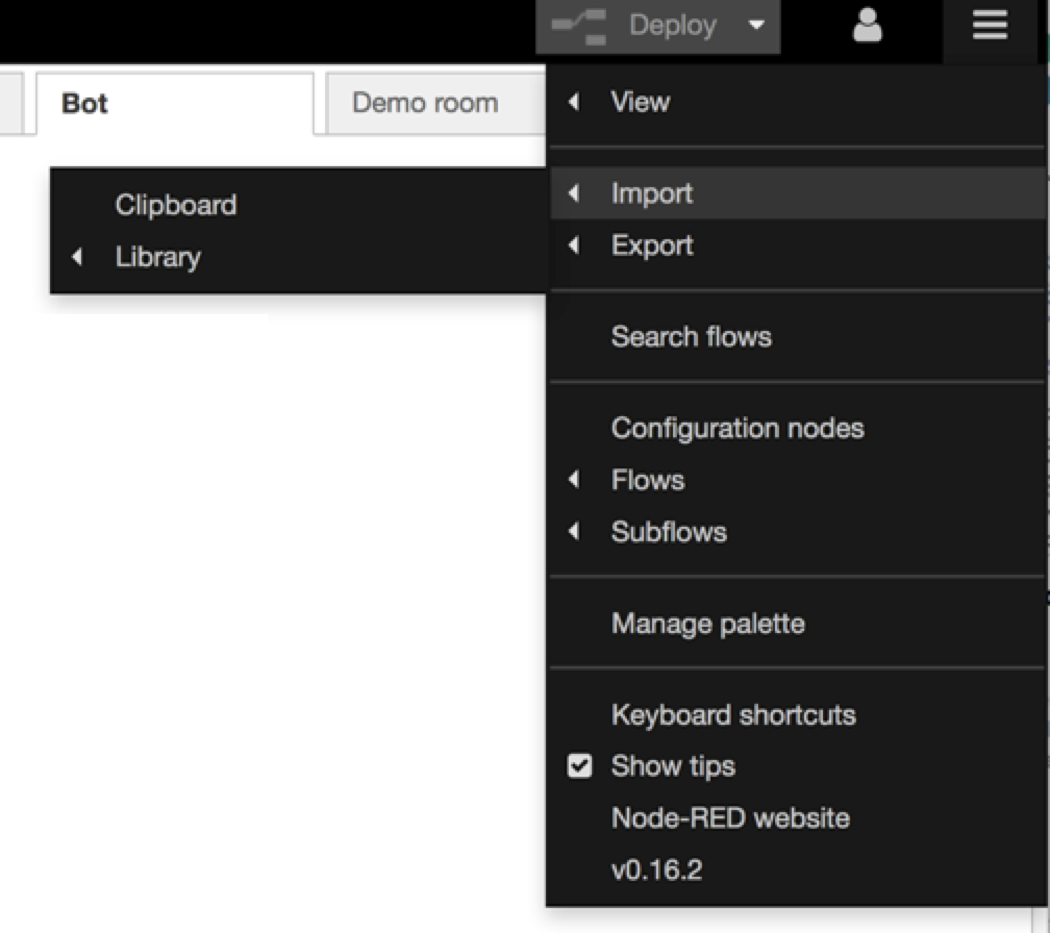 Deploy
Bot
Demo room
View
Clipboard
Library
Import
Export
Search flows
Configuration nodes
Flows
Subflows
Manage palette
Keyboard shortcuts
Show tips
Node-RED website
v0.16.2